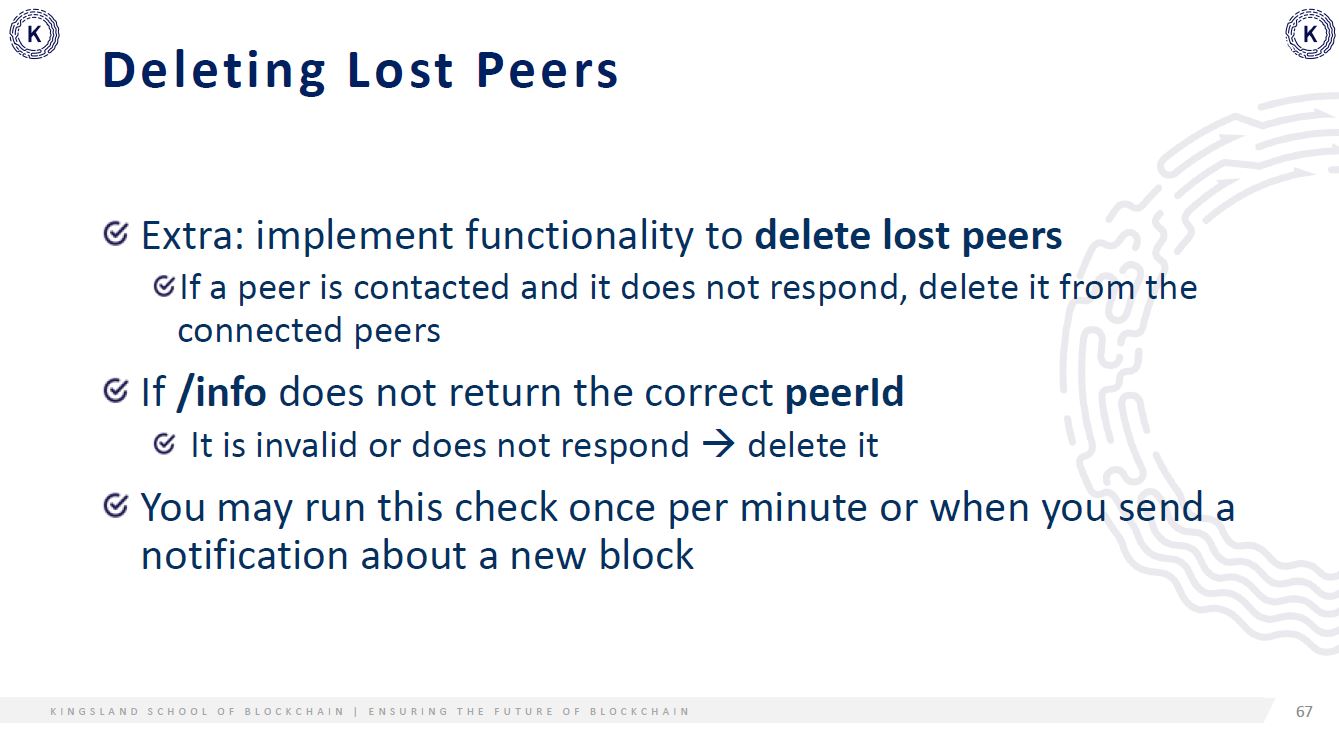 K
K
Deleting Lost Peers
Extra: implement functionality to delete lost peers
If a peer is contacted and it does not respond, delete it from the
connected peers
If /info does not return the correct peerId
It is invalid or does not respond → delete it
You may run this check once per minute or when you send a
notification about a new block
KINGSLAND SCHOOL OF BLOCKCHAIN | ENSURING THE FUTURE OF BLOCKCHAIN
67